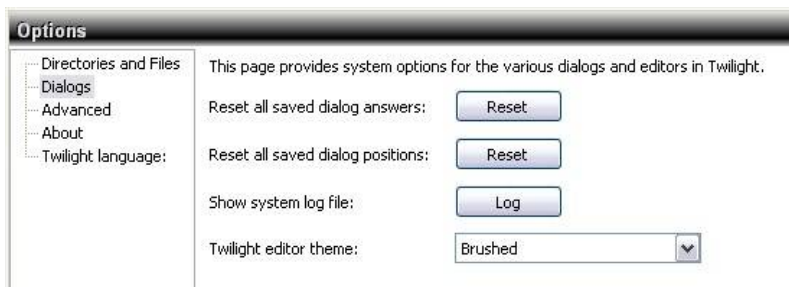 Options
Directories and Files
Dialogs
Advanced
About
Twilight language:
This page provides system options for the various dialogs and editors in Twilight.
Reset all saved dialog answers: Reset
Reset all saved dialog positions: Reset
Show system log file: Log
Twilight editor theme: Brushed